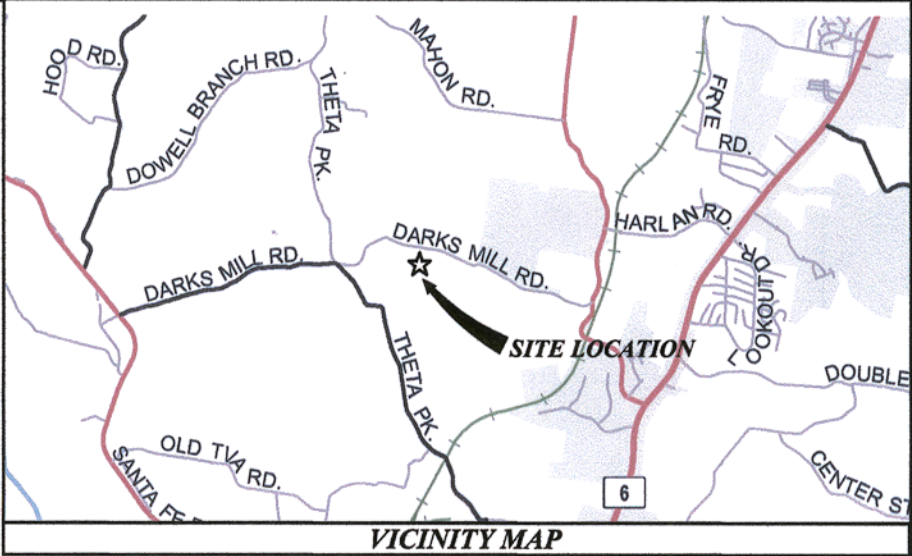 MAHON RD.
HOOD RD.
DOWELL BRANCH RD.
THETA PK.
FRYE RD.
HARLAN RD.
DARKS MILL RD.
DARKS MILL RD.
LOOKOUT DR.
SITE LOCATION
THETA PK.
DOUBLE
OLD TVA RD.
SANTA FE
CENTER ST
6
VICINITY MAP